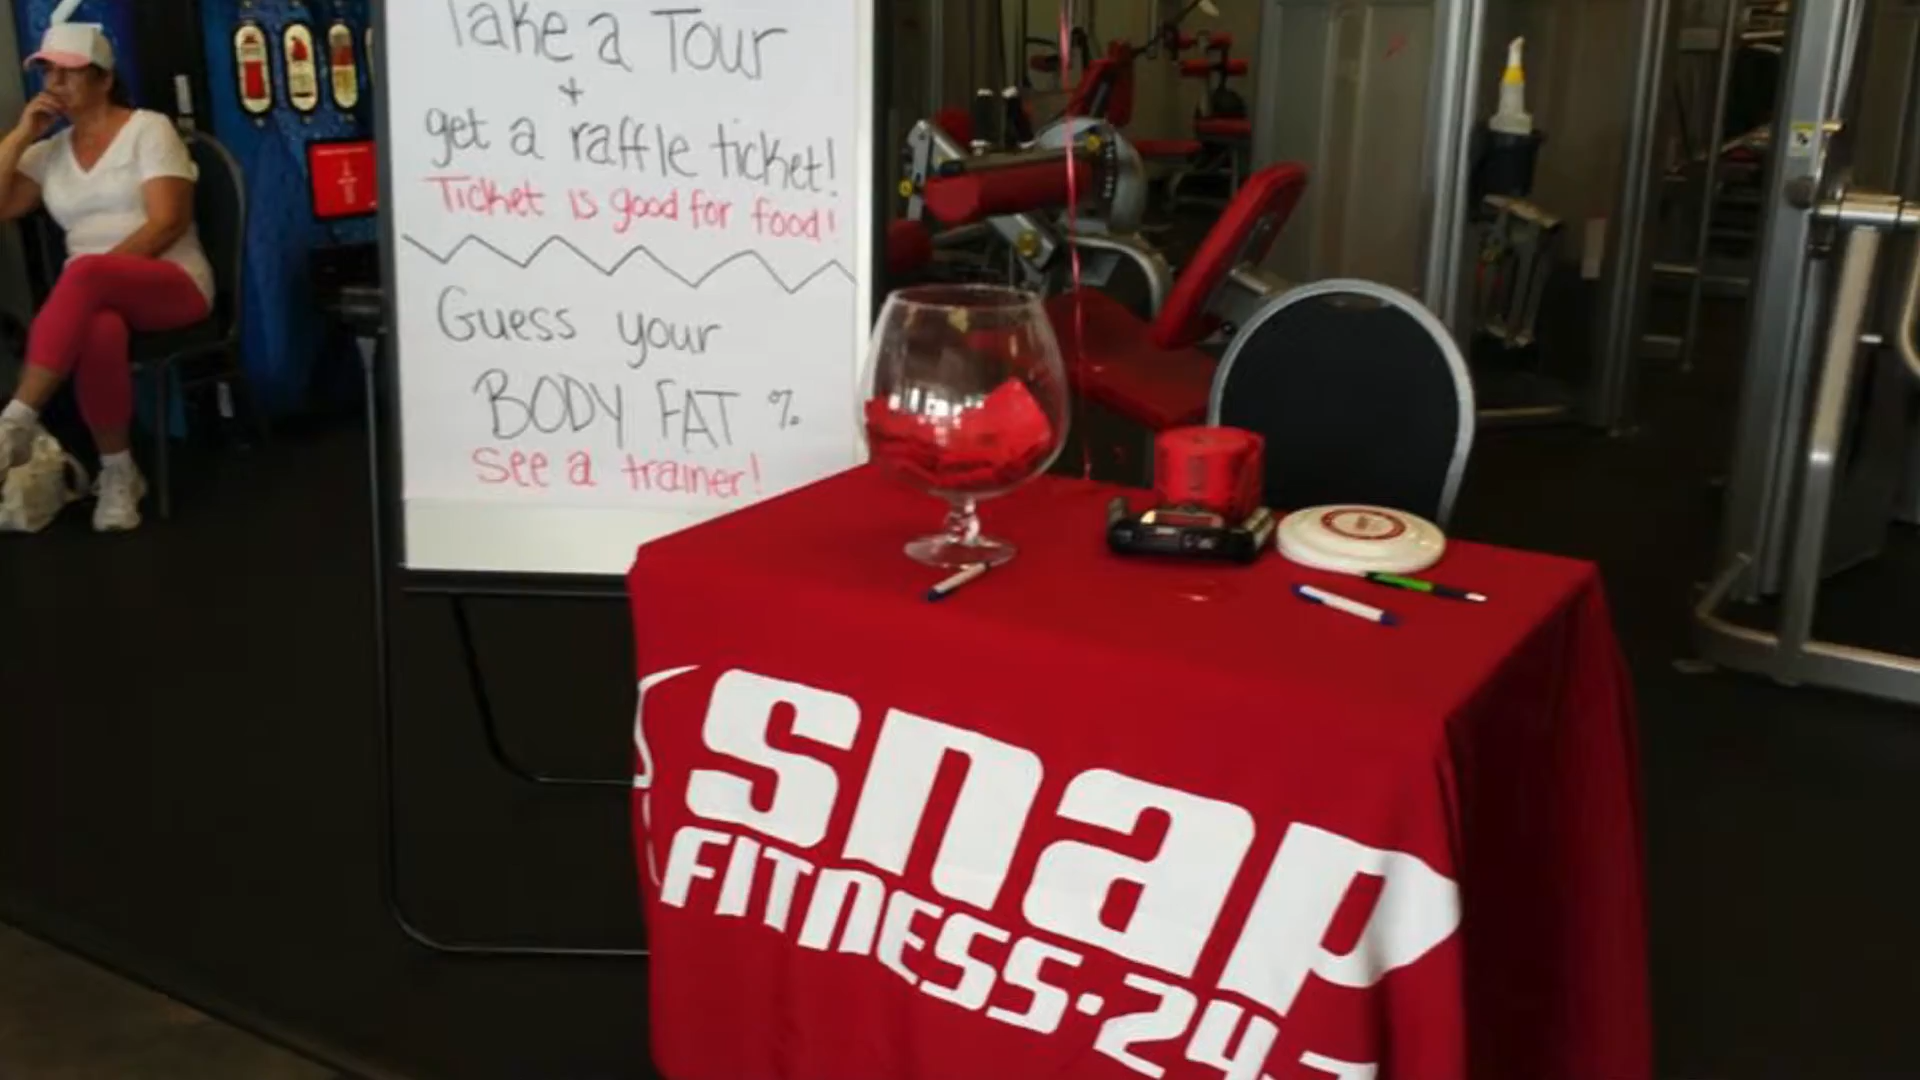 Take a Tour
+
get a raffle ticket!
Ticket is good for food!
Guess your
BODY FAT %
see a trainer!
snap
FITNESS·24